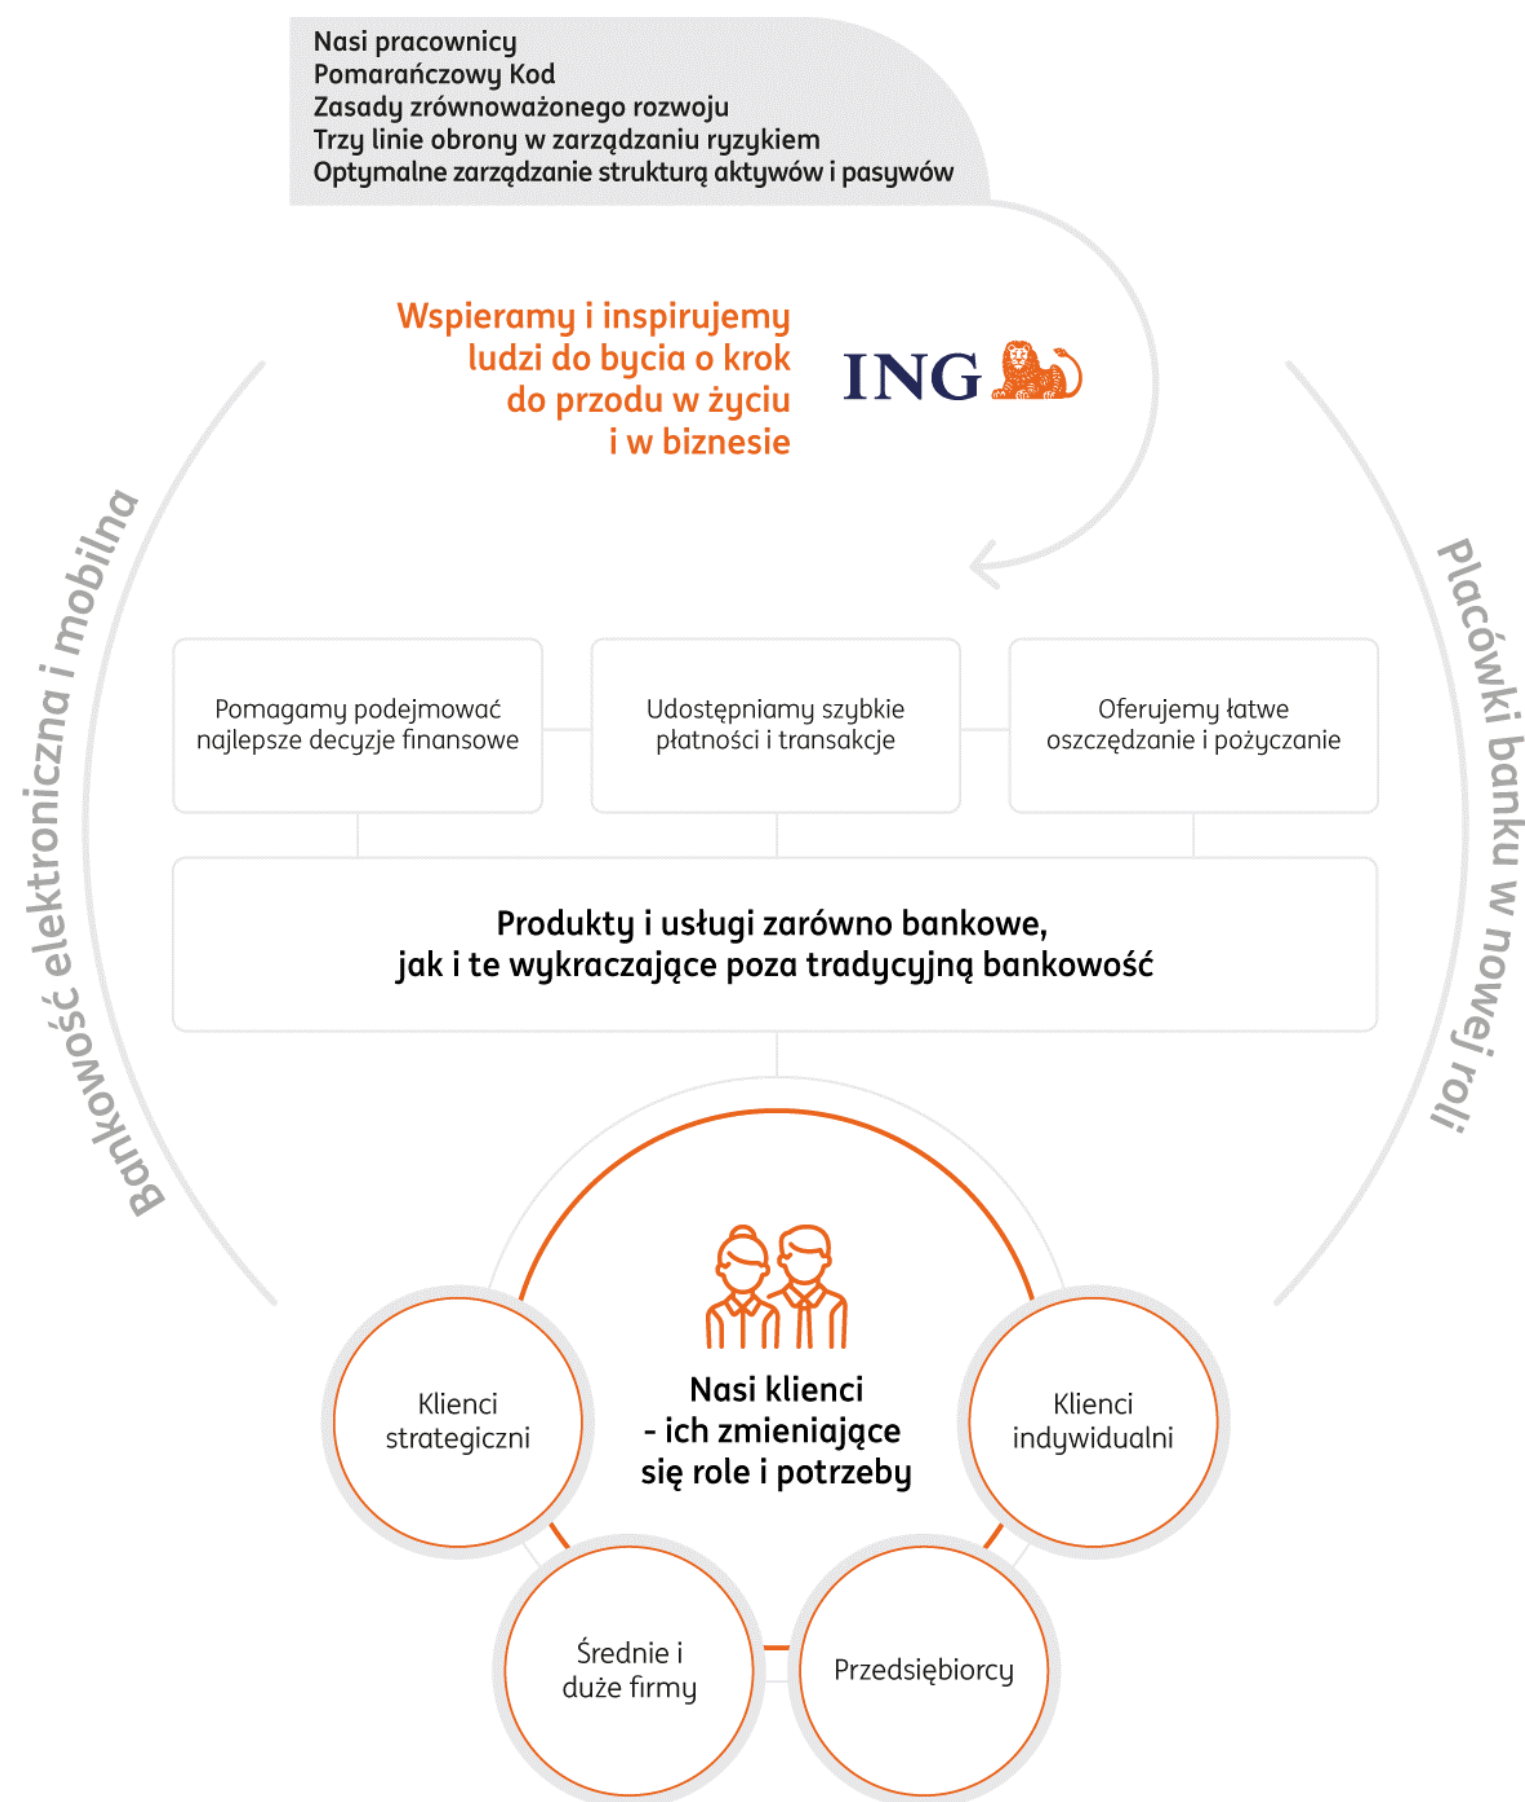 Nasi pracownicy
Pomarańczowy Kod
Zasady zrównoważonego rozwoju
Trzy linie obrony w zarządzaniu ryzykiem
Optymalne zarządzanie strukturą aktywów i pasywów
Wspieramy i inspirujemy
ludzi do bycia o krok
do przodu w życiu
i w biznesie
ING
Bankowość elektroniczna i mobilna
Placówki banku w nowej roli
Pomagamy podejmować
najlepsze decyzje finansowe
Udostępniamy szybkie
płatności i transakcje
Oferujemy łatwe
oszczędzanie i pożyczanie
Produkty i usługi zarówno bankowe,
jak i te wykraczające poza tradycyjną bankowość
Nasi klienci
- ich zmieniające
się role i potrzeby
Klienci
strategiczni
Klienci
indywidualni
Średnie i
duże firmy
Przedsiębiorcy